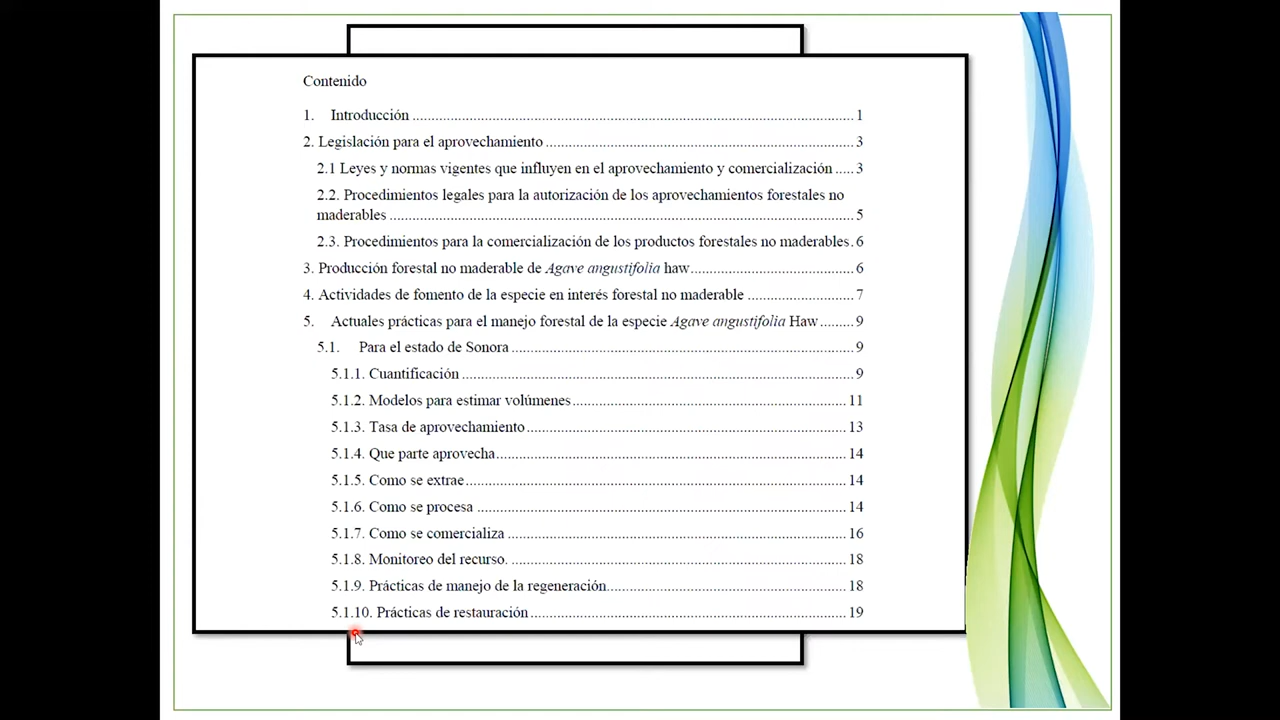 Contenido
1. Introducción ........ 1
2. Legislación para el aprovechamiento ........ 3
2.1 Leyes y normas vigentes que influyen en el aprovechamiento y comercialización ..... 3
2.2. Procedimientos legales para la autorización de los aprovechamientos forestales no
maderables ........ 5
2.3. Procedimientos para la comercialización de los productos forestales no maderables. 6
3. Producción forestal no maderable de Agave angustifolia haw ........ 6
4. Actividades de fomento de la especie en interés forestal no maderable ........ 7
5. Actuales prácticas para el manejo forestal de la especie Agave angustifolia Haw ........ 9
5.1. Para el estado de Sonora ........ 9
5.1.1. Cuantificación ........ 9
5.1.2. Modelos para estimar volúmenes ........ 11
5.1.3. Tasa de aprovechamiento ........ 13
5.1.4. Que parte aprovecha ........ 14
5.1.5. Como se extrae ........ 14
5.1.6. Como se procesa ........ 14
5.1.7. Como se comercializa ........ 16
5.1.8. Monitoreo del recurso. ........ 18
5.1.9. Prácticas de manejo de la regeneración ........ 18
5.1.10. Prácticas de restauración ........ 19